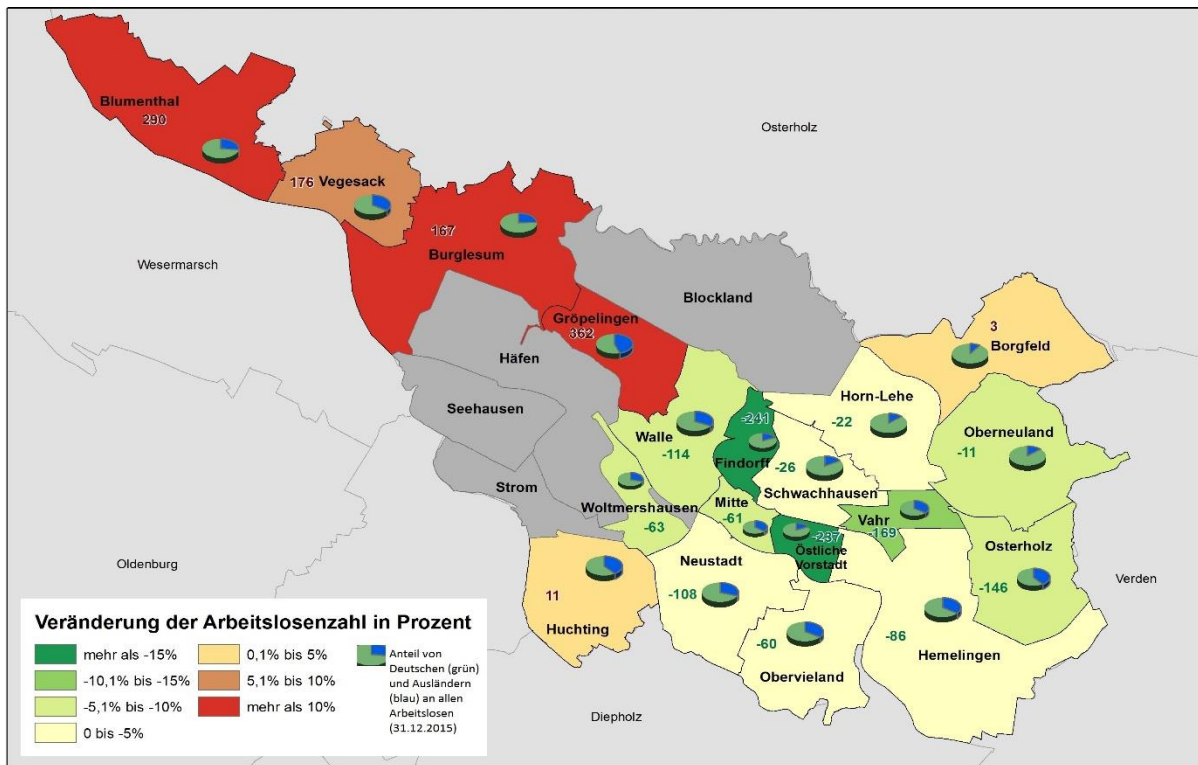 Blumenthal
290
Osterholz
176 Vegesack
167
Burglesum
Wesermarsch
Blockland
Gröpelingen
362
3
Borgfeld
Häfen
Horn-Lehe
Seehausen
-22
Oberneuland
-11
Walle
-114
-241
Findorff
-26
Schwachhausen
Strom
Woltmershausen
-63
Mitte
-61
Vahr
-169
-237
Östliche
Vorstadt
Osterholz
-146
Oldenburg
Neustadt
-108
Verden
11
Huchting
-60
Obervieland
-86
Hemelingen
Diepholz
Veränderung der Arbeitslosenzahl in Prozent
mehr als -15%
-10,1% bis -15%
-5,1% bis -10%
0 bis -5%
0,1% bis 5%
5,1% bis 10%
mehr als 10%
Anteil von
Deutschen (grün)
und Ausländern
(blau) an allen
Arbeitslosen
(31.12.2015)